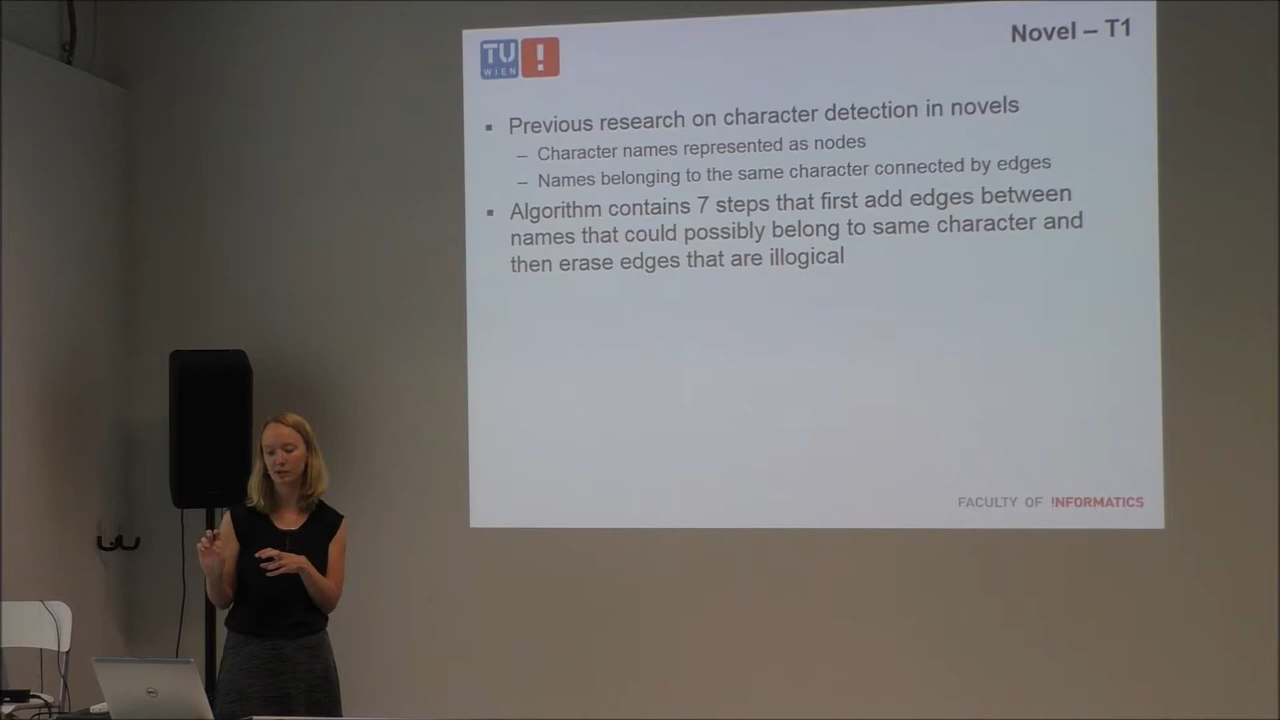 TU
WIEN
!
Novel – T1
▪ Previous research on character detection in novels
– Character names represented as nodes
– Names belonging to the same character connected by edges
▪ Algorithm contains 7 steps that first add edges between
names that could possibly belong to same character and
then erase edges that are illogical
FACULTY OF !NFORMATICS
DELL